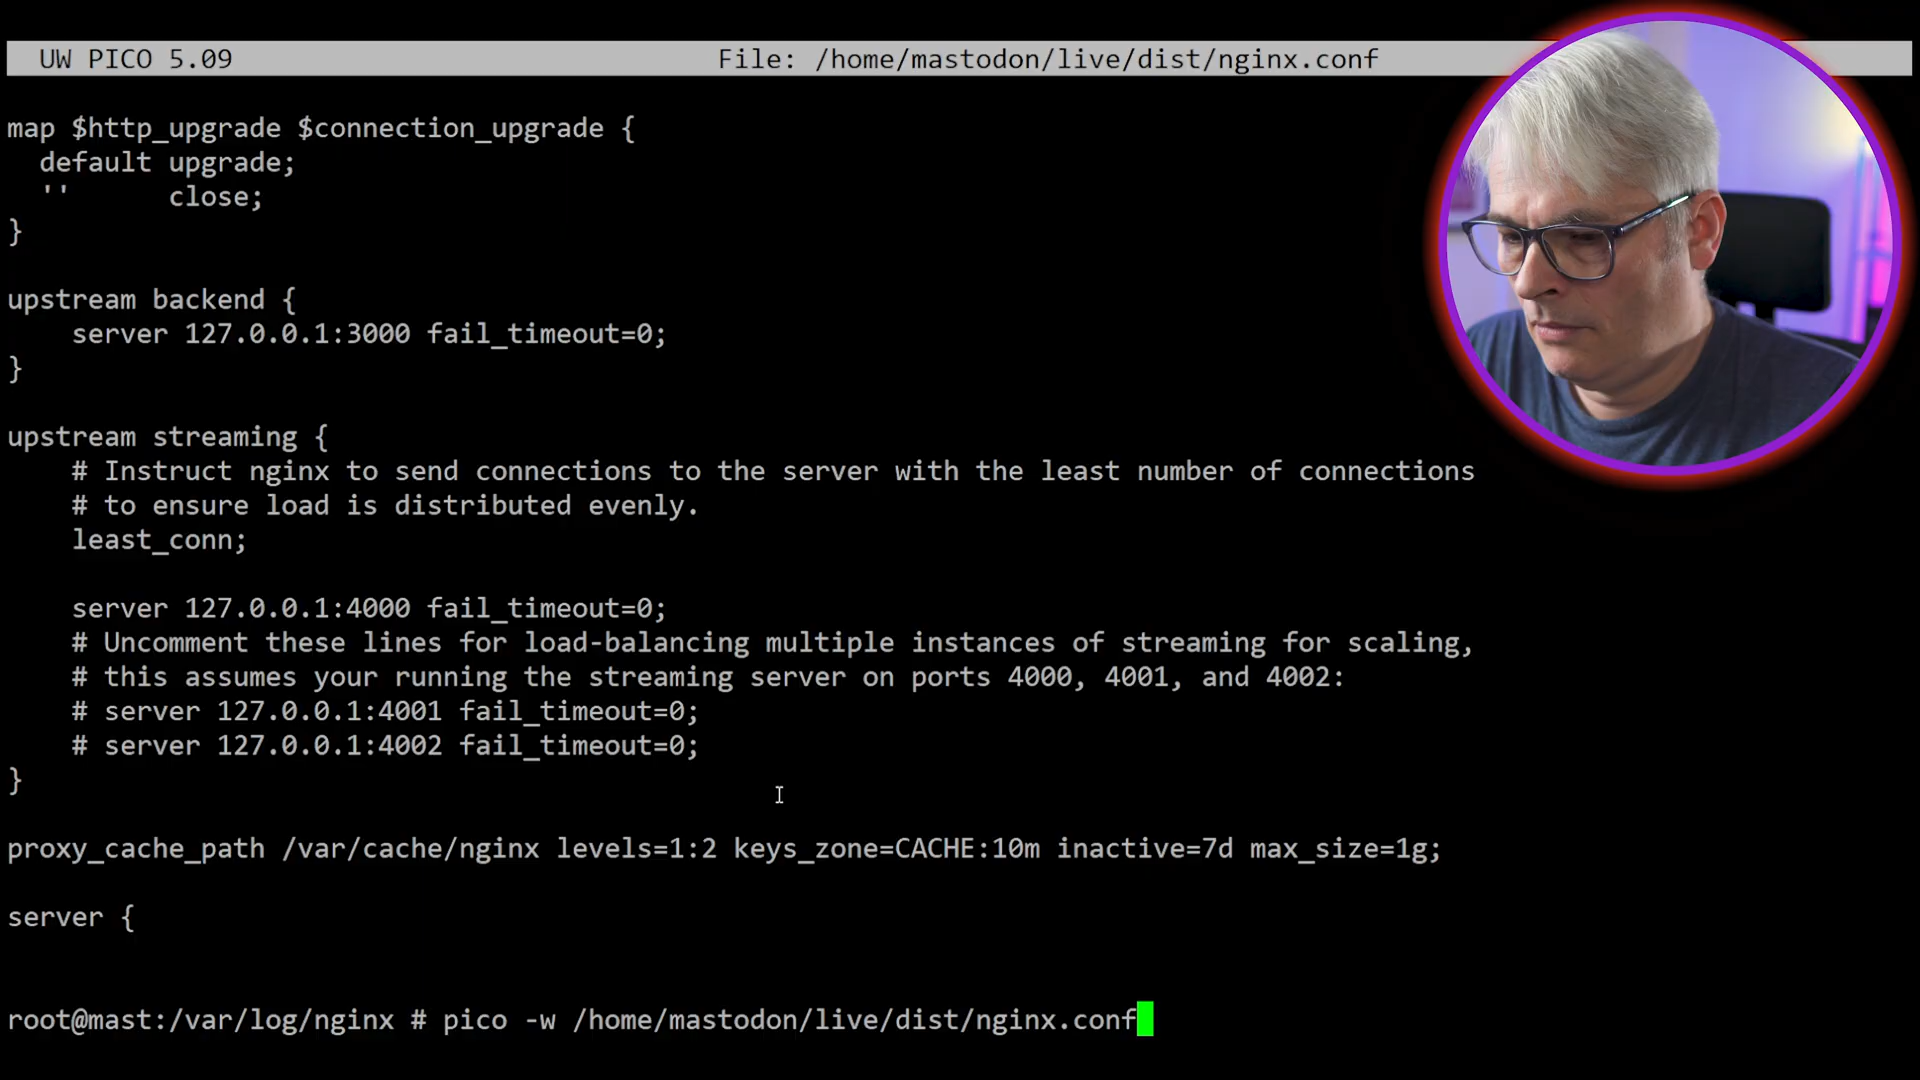 UW PICO 5.09 File: /home/mastodon/live/dist/nginx.conf
map $http_upgrade $connection_upgrade {
  default upgrade;
  ''      close;
}
upstream backend {
    server 127.0.0.1:3000 fail_timeout=0;
}
upstream streaming {
    # Instruct nginx to send connections to the server with the least number of connections
    # to ensure load is distributed evenly.
    least_conn;
    server 127.0.0.1:4000 fail_timeout=0;
    # Uncomment these lines for load-balancing multiple instances of streaming for scaling,
    # this assumes your running the streaming server on ports 4000, 4001, and 4002:
    # server 127.0.0.1:4001 fail_timeout=0;
    # server 127.0.0.1:4002 fail_timeout=0;
}
proxy_cache_path /var/cache/nginx levels=1:2 keys_zone=CACHE:10m inactive=7d max_size=1g;
server {
root@mast:/var/log/nginx # pico -w /home/mastodon/live/dist/nginx.conf